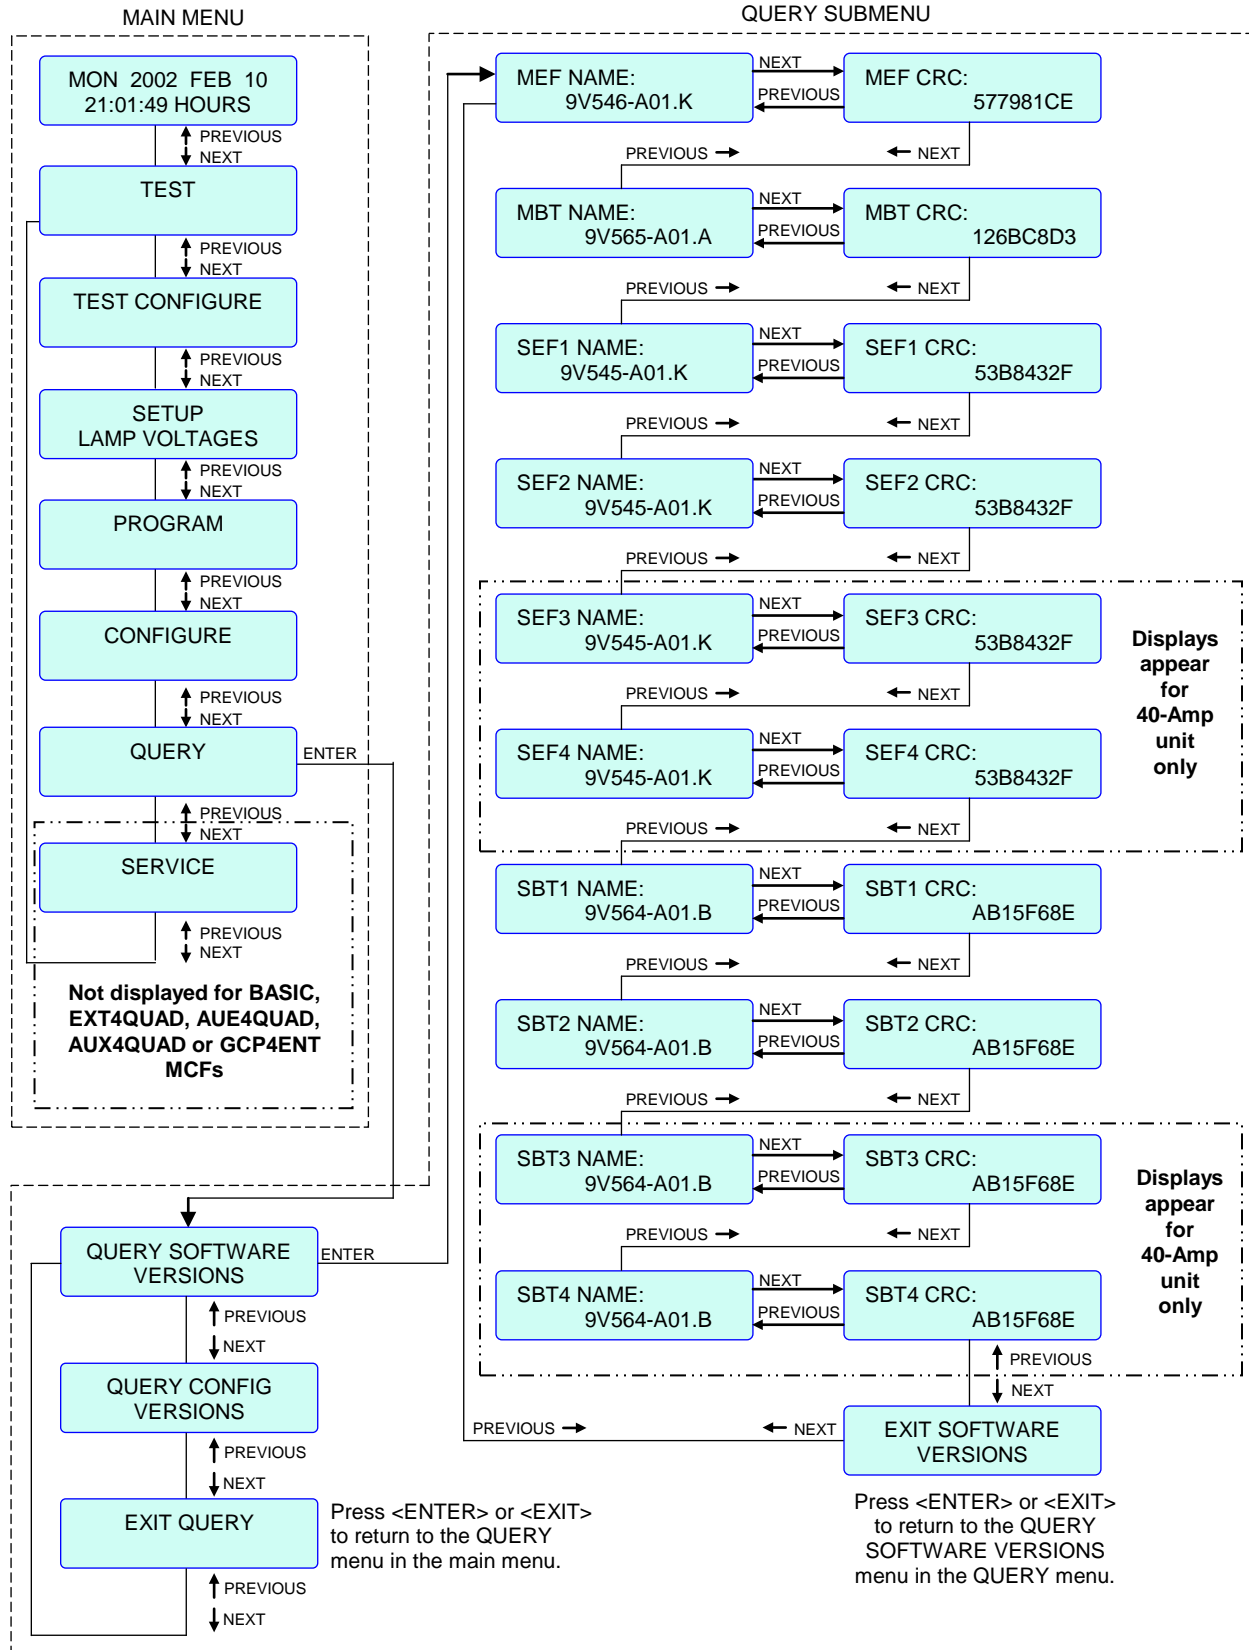 MAIN MENU
MON 2002 FEB 10
21:01:49 HOURS
PREVIOUS
NEXT
TEST
PREVIOUS
NEXT
TEST CONFIGURE
PREVIOUS
NEXT
SETUP
LAMP VOLTAGES
PREVIOUS
NEXT
PROGRAM
PREVIOUS
NEXT
CONFIGURE
PREVIOUS
NEXT
QUERY
ENTER
PREVIOUS
NEXT
SERVICE
PREVIOUS
NEXT
Not displayed for BASIC,
EXT4QUAD, AUE4QUAD,
AUX4QUAD or GCP4ENT
MCFs
QUERY SOFTWARE
VERSIONS
ENTER
PREVIOUS
NEXT
QUERY CONFIG
VERSIONS
PREVIOUS
NEXT
EXIT QUERY
PREVIOUS
NEXT
Press <ENTER> or <EXIT>
to return to the QUERY
menu in the main menu.
QUERY SUBMENU
MEF NAME:
9V546-A01.K
NEXT
PREVIOUS
MEF CRC:
577981CE
PREVIOUS
NEXT
MBT NAME:
9V565-A01.A
NEXT
PREVIOUS
MBT CRC:
126BC8D3
PREVIOUS
NEXT
SEF1 NAME:
9V545-A01.K
NEXT
PREVIOUS
SEF1 CRC:
53B8432F
PREVIOUS
NEXT
SEF2 NAME:
9V545-A01.K
NEXT
PREVIOUS
SEF2 CRC:
53B8432F
PREVIOUS
NEXT
SEF3 NAME:
9V545-A01.K
NEXT
PREVIOUS
SEF3 CRC:
53B8432F
PREVIOUS
NEXT
SEF4 NAME:
9V545-A01.K
NEXT
PREVIOUS
SEF4 CRC:
53B8432F
Displays
appear
for
40-Amp
unit
only
PREVIOUS
NEXT
SBT1 NAME:
9V564-A01.B
NEXT
PREVIOUS
SBT1 CRC:
AB15F68E
PREVIOUS
NEXT
SBT2 NAME:
9V564-A01.B
NEXT
PREVIOUS
SBT2 CRC:
AB15F68E
PREVIOUS
NEXT
SBT3 NAME:
9V564-A01.B
NEXT
PREVIOUS
SBT3 CRC:
AB15F68E
PREVIOUS
NEXT
SBT4 NAME:
9V564-A01.B
NEXT
PREVIOUS
SBT4 CRC:
AB15F68E
Displays
appear
for
40-Amp
unit
only
PREVIOUS
NEXT
PREVIOUS
NEXT
EXIT SOFTWARE
VERSIONS
Press <ENTER> or <EXIT>
to return to the QUERY
SOFTWARE VERSIONS
menu in the QUERY menu.